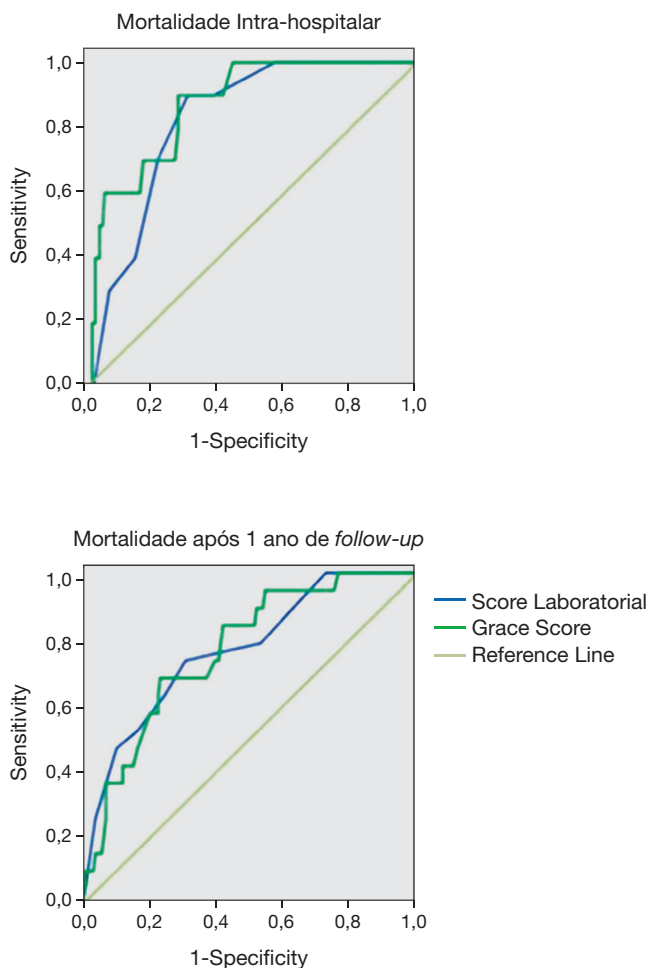 Mortalidade Intra-hospitalar
1,0
0,8
0,6
0,4
0,2
0,0
Sensitivity
0,0 0,2 0,4 0,6 0,8 1,0
1-Specificity
Mortalidade após 1 ano de follow-up
1,0
0,8
0,6
0,4
0,2
0,0
Sensitivity
0,0 0,2 0,4 0,6 0,8 1,0
1-Specificity
Score Laboratorial
Grace Score
Reference Line